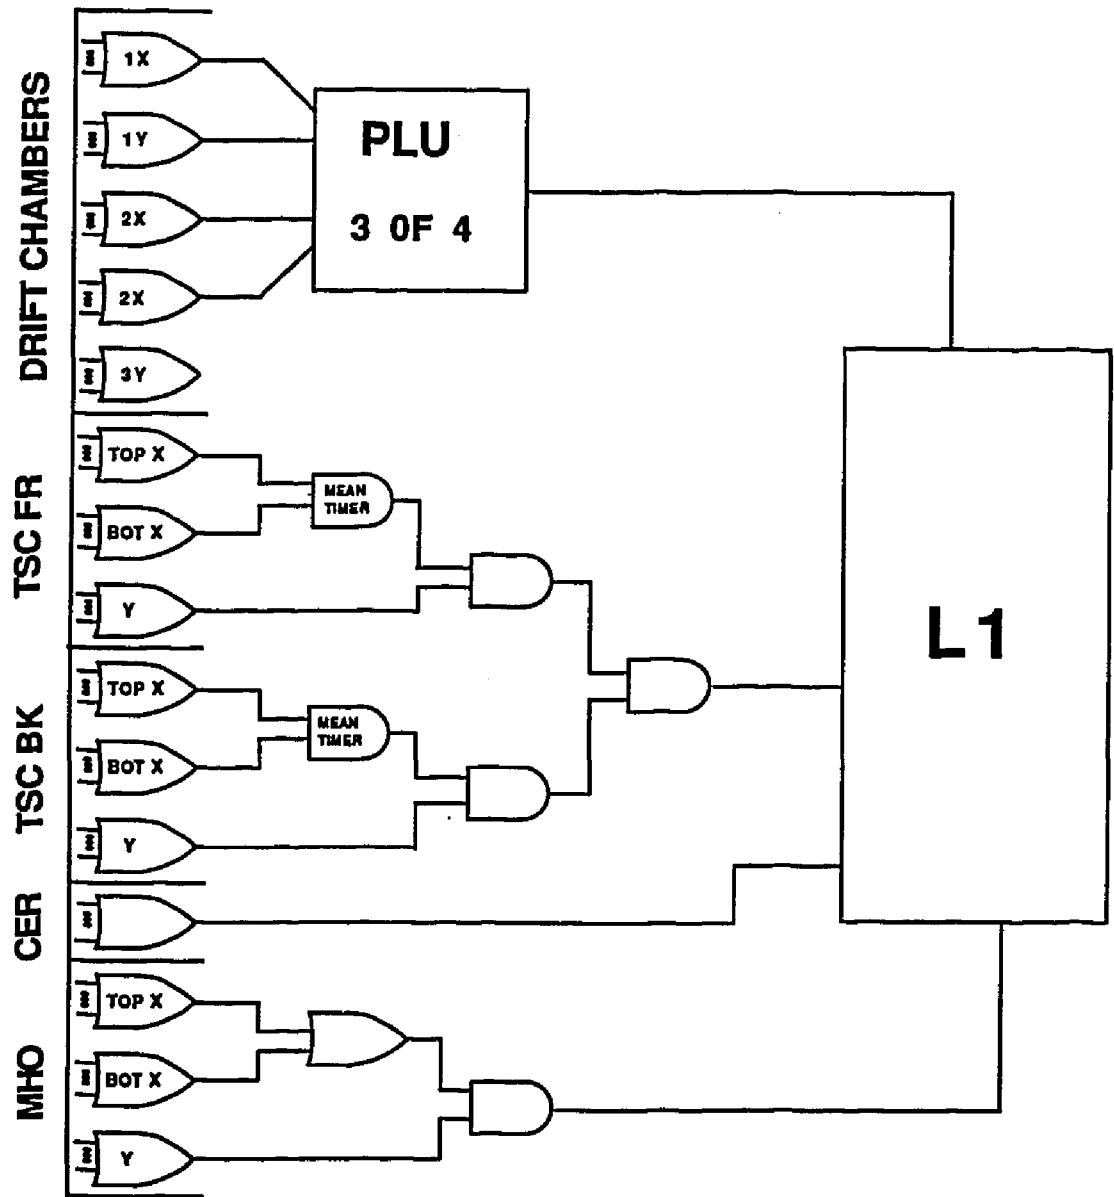 DRIFT CHAMBERS
1X
1Y
2X
2X
3Y
PLU
3 OF 4
TSC FR
TOP X
BOT X
Y
MEAN
TIMER
TSC BK
TOP X
BOT X
Y
MEAN
TIMER
L1
CER
MHO
TOP X
BOT X
Y